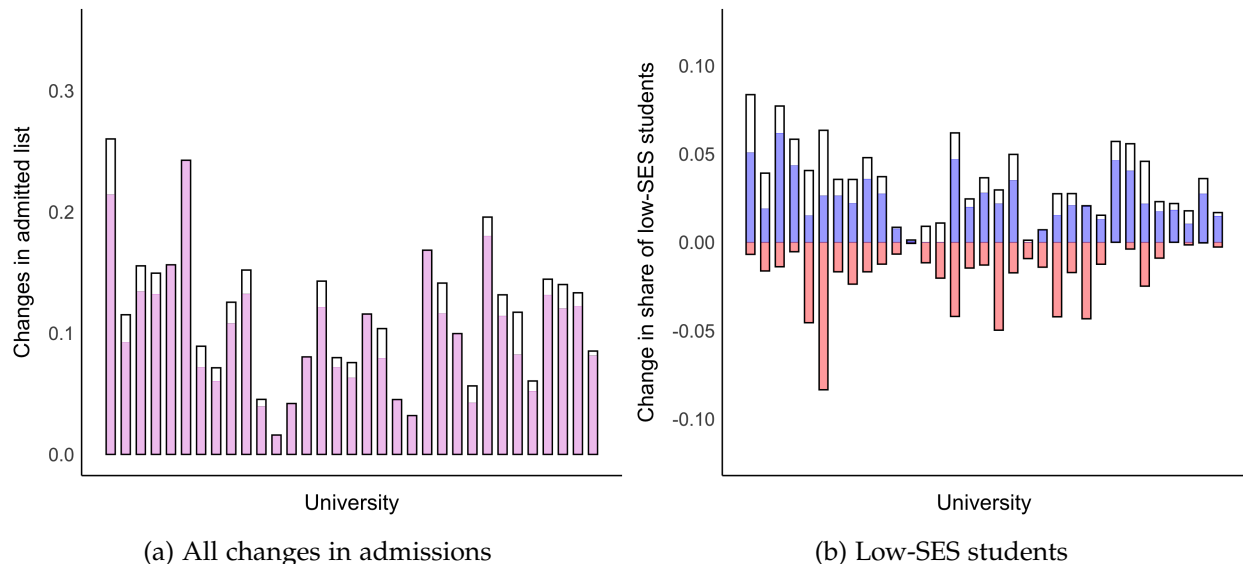 Changes in admitted list
0.3
0.2
0.1
0.0
University
(a) All changes in admissions
Change in share of low-SES students
0.10
0.05
0.00
-0.05
-0.10
University
(b) Low-SES students